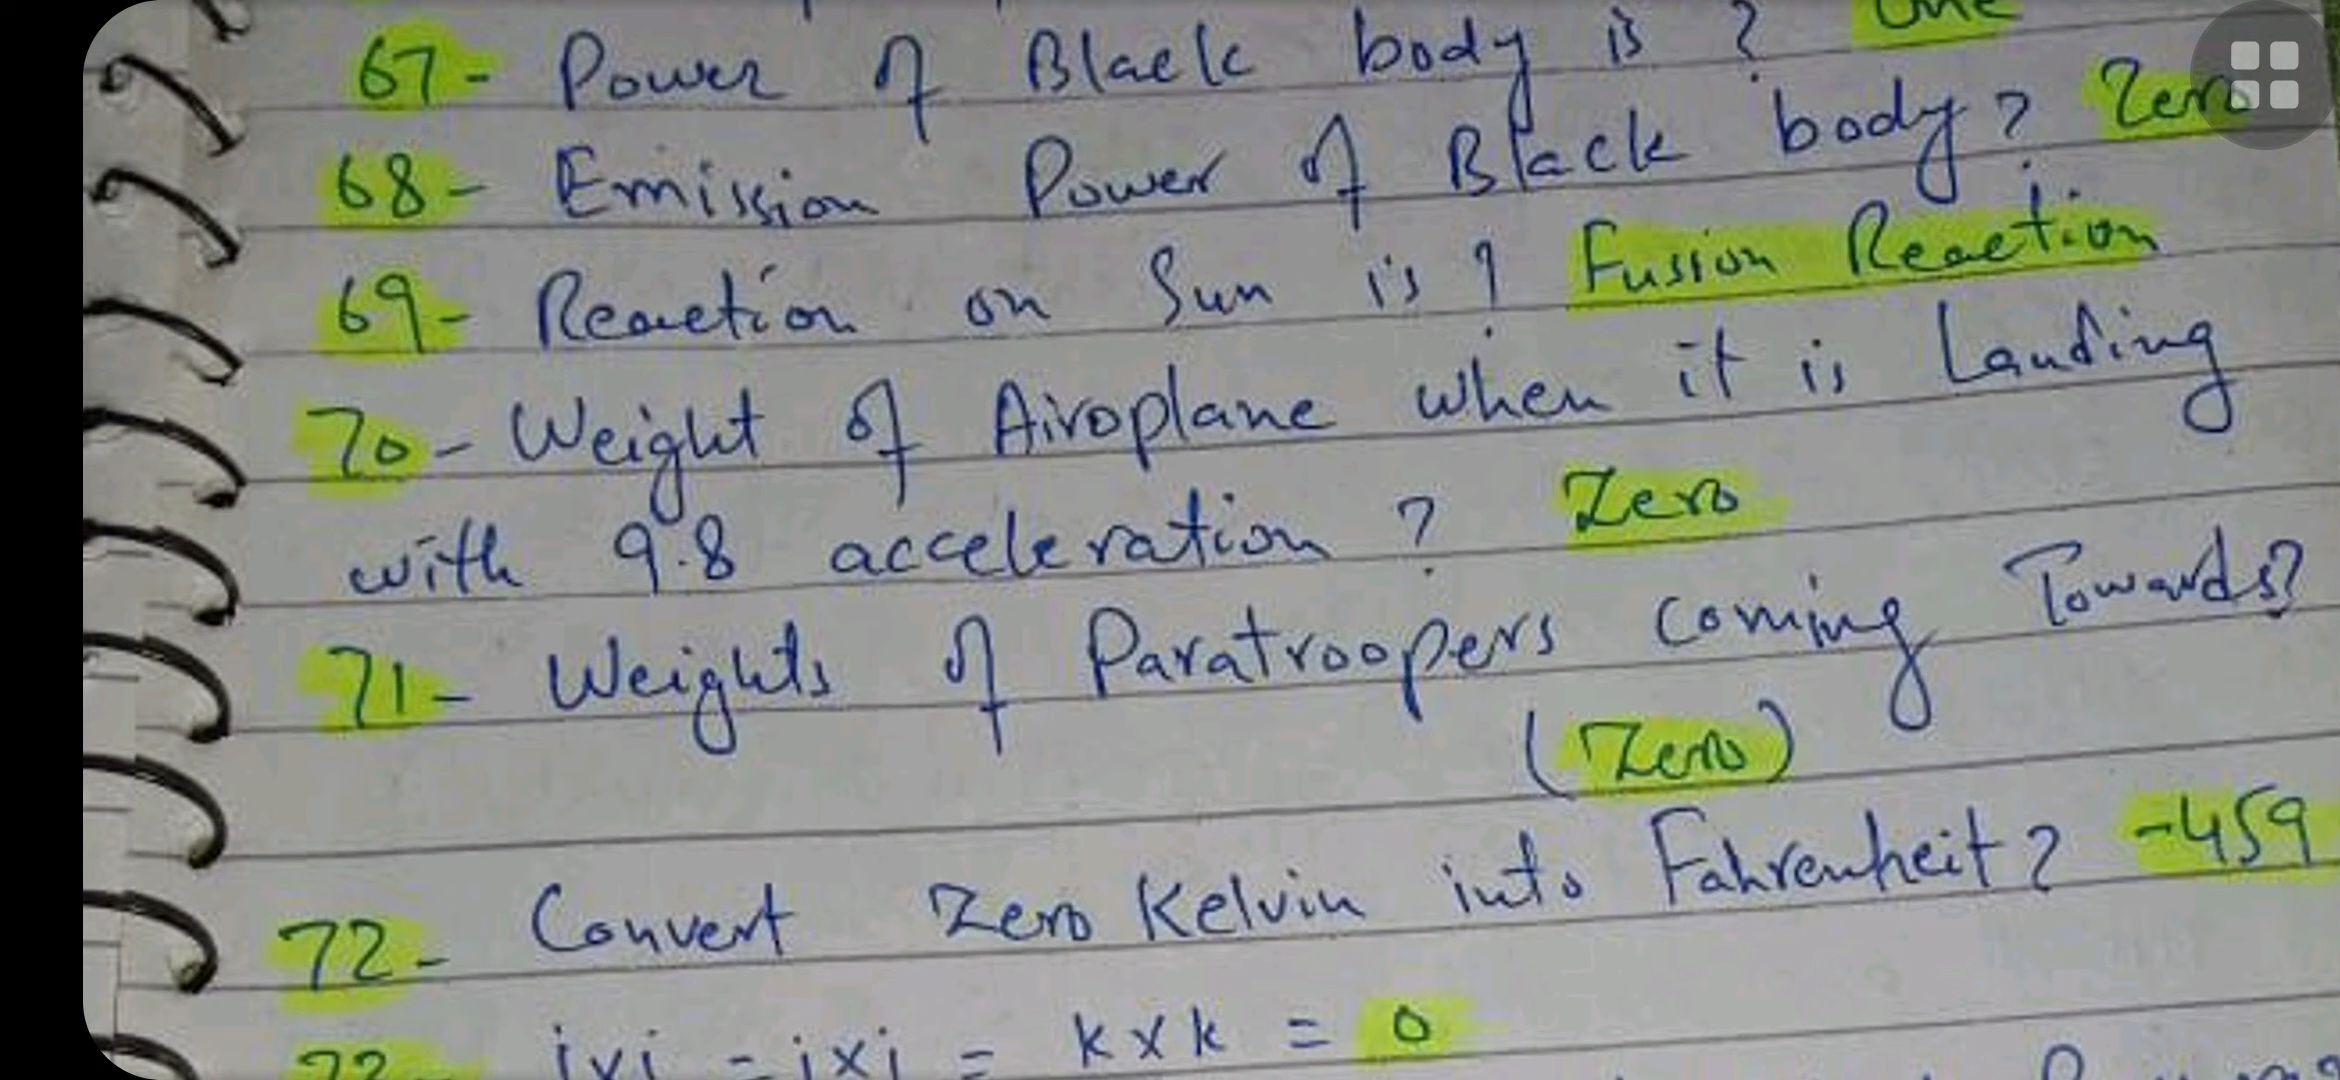 67- Power of Black body is ? One
68- Emission Power of Black body? Zero
69- Reaction on Sun is ? Fussion Reaction
70- Weight of Airoplane when it is Landing
with 9.8 acceleration ? Zero
71- Weights of Paratroopers coming Towards?
(Zero)
72- Convert Zero Kelvin into Fahrenheit? -459
= k x k = 0